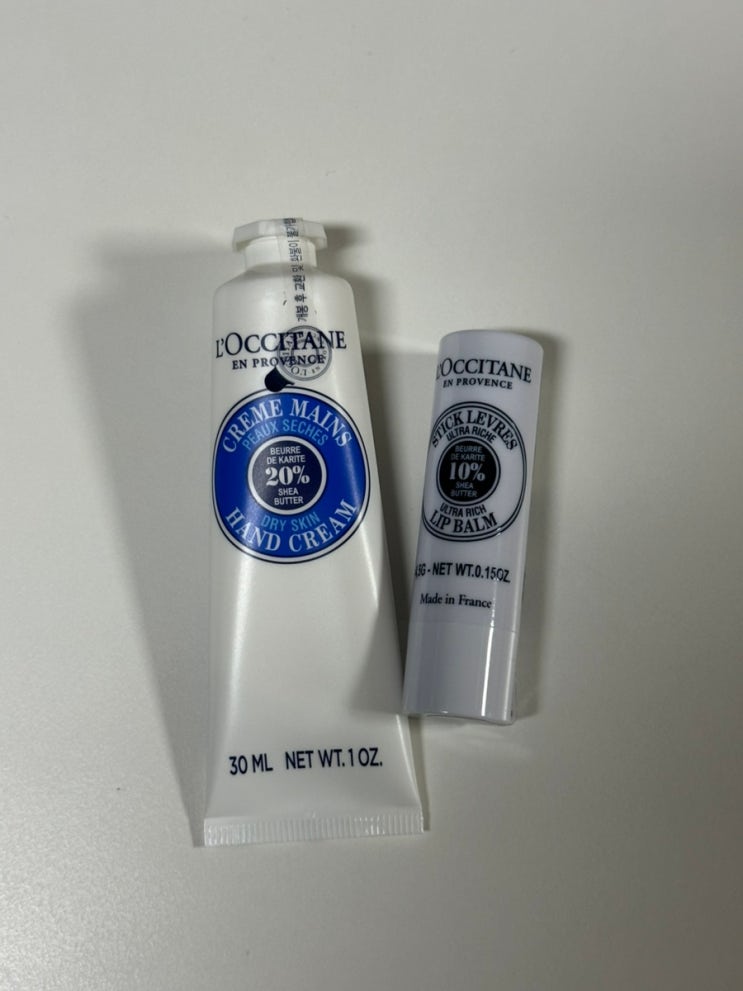 L'OCCITANE
EN PROVENCE
CREME MAINS
PEAUX SECHES
BEURRE
DE KARITE
20%
SHEA
BUTTER
DRY SKIN
HAND CREAM
30 ML NET WT. 1 OZ.
L'OCCITANE
EN PROVENCE
STICK LEVRES
ULTRA RICHE
BEURRE
DE KARITE
10%
SHEA
BUTTER
ULTRA RICH
LIP BALM
NET WT.0.15OZ
Made in France